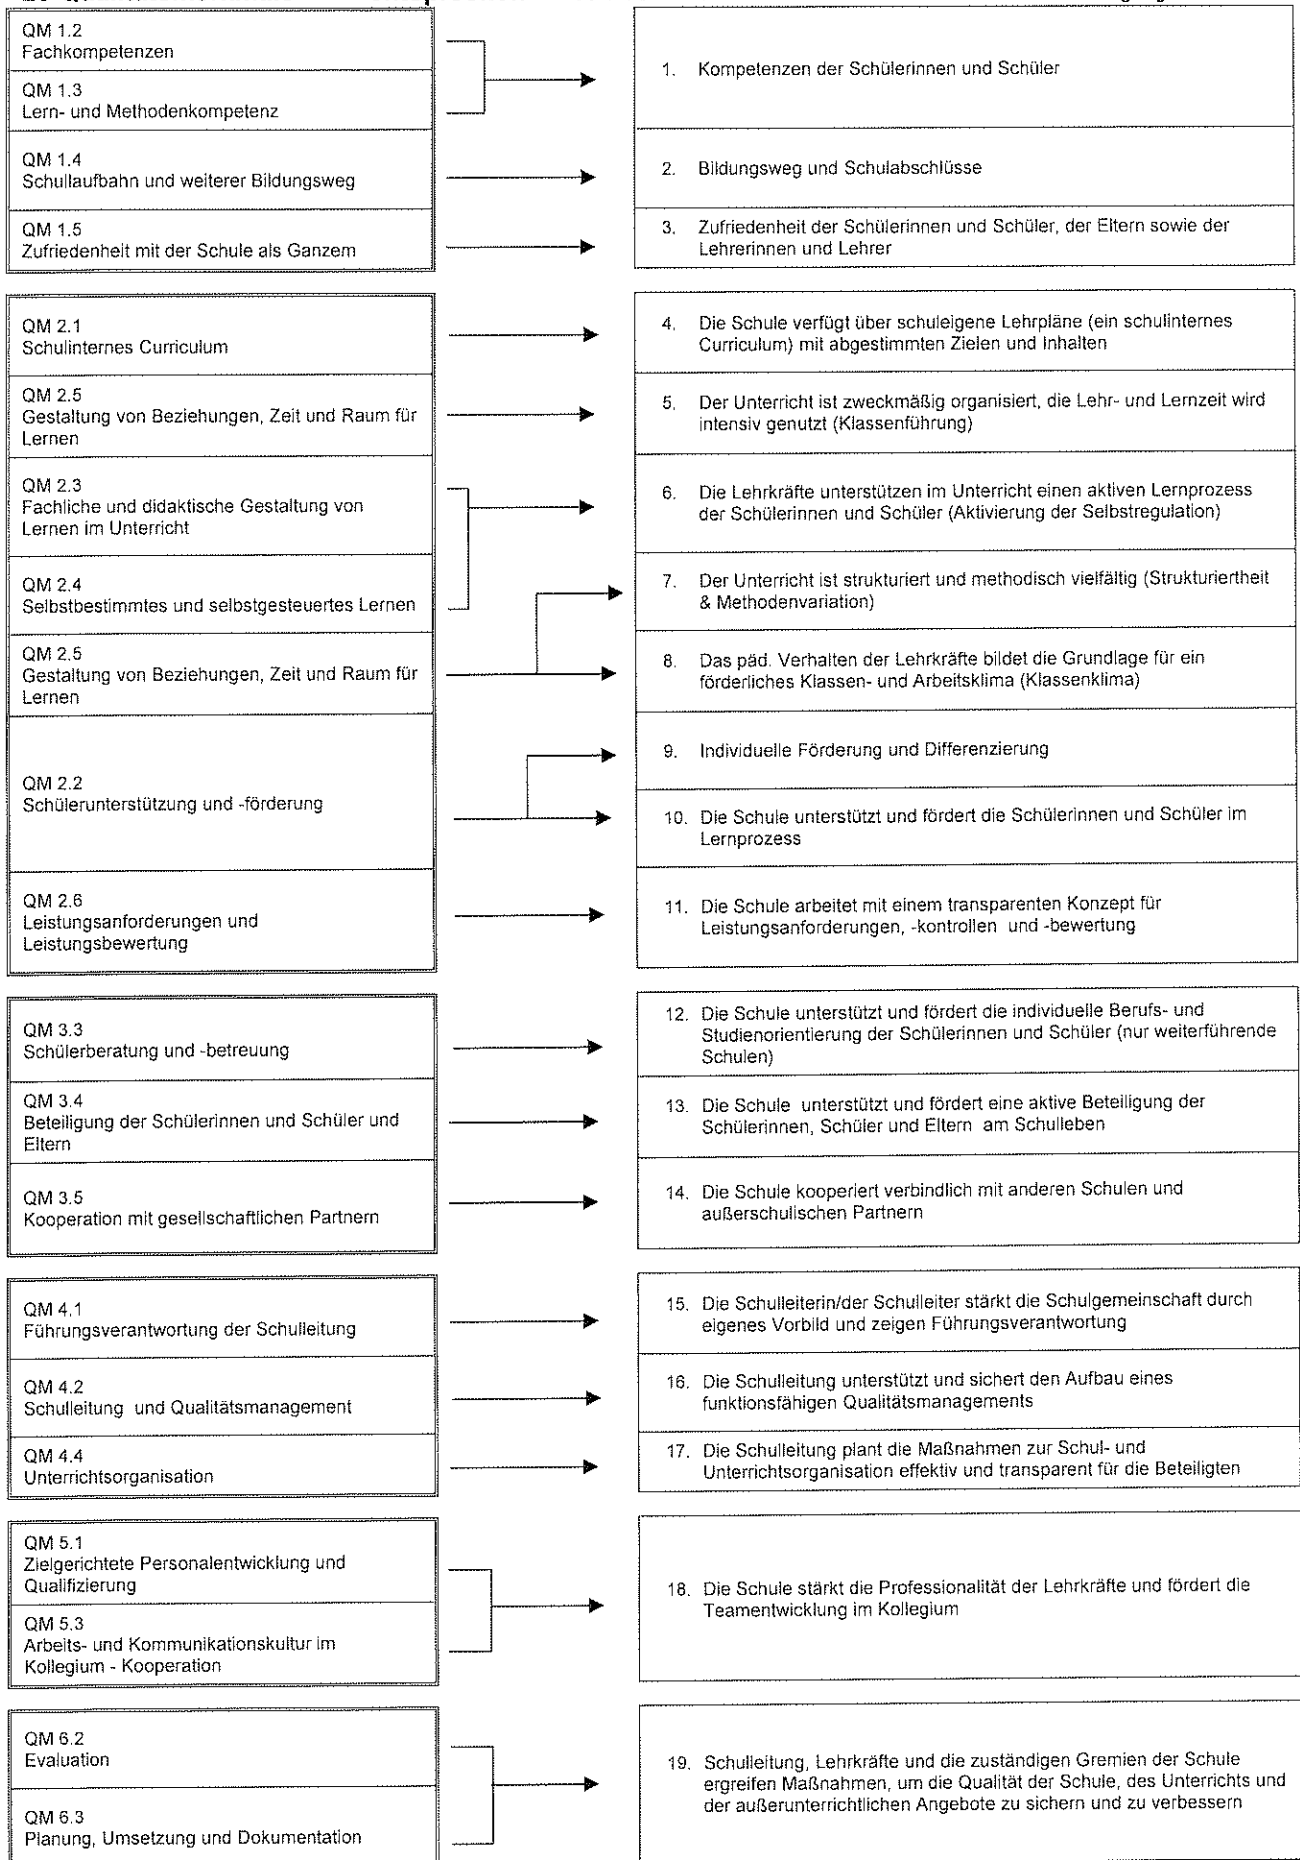 QM 1.2
Fachkompetenzen
QM 1.3
Lern- und Methodenkompetenz
1. Kompetenzen der Schülerinnen und Schüler
QM 1.4
Schullaufbahn und weiterer Bildungsweg
2. Bildungsweg und Schulabschlüsse
QM 1.5
Zufriedenheit mit der Schule als Ganzem
3. Zufriedenheit der Schülerinnen und Schüler, der Eltern sowie der
Lehrerinnen und Lehrer
QM 2.1
Schulinternes Curriculum
4. Die Schule verfügt über schuleigene Lehrpläne (ein schulinternes
Curriculum) mit abgestimmten Zielen und Inhalten
QM 2.5
Gestaltung von Beziehungen, Zeit und Raum für
Lernen
5. Der Unterricht ist zweckmäßig organisiert, die Lehr- und Lernzeit wird
intensiv genutzt (Klassenführung)
QM 2.3
Fachliche und didaktische Gestaltung von
Lernen im Unterricht
6. Die Lehrkräfte unterstützen im Unterricht einen aktiven Lernprozess
der Schülerinnen und Schüler (Aktivierung der Selbstregulation)
QM 2.4
Selbstbestimmtes und selbstgesteuertes Lernen
7. Der Unterricht ist strukturiert und methodisch vielfältig (Strukturiertheit
& Methodenvariation)
QM 2.5
Gestaltung von Beziehungen, Zeit und Raum für
Lernen
8. Das päd. Verhalten der Lehrkräfte bildet die Grundlage für ein
förderliches Klassen- und Arbeitsklima (Klassenklima)
QM 2.2
Schülerunterstützung und -förderung
9. Individuelle Förderung und Differenzierung
10. Die Schule unterstützt und fördert die Schülerinnen und Schüler im
Lernprozess
QM 2.6
Leistungsanforderungen und
Leistungsbewertung
11. Die Schule arbeitet mit einem transparenten Konzept für
Leistungsanforderungen, -kontrollen und -bewertung
QM 3.3
Schülerberatung und -betreuung
12. Die Schule unterstützt und fördert die individuelle Berufs- und
Studienorientierung der Schülerinnen und Schüler (nur weiterführende
Schulen)
QM 3.4
Beteiligung der Schülerinnen und Schüler und
Eltern
13. Die Schule unterstützt und fördert eine aktive Beteiligung der
Schülerinnen, Schüler und Eltern am Schulleben
QM 3.5
Kooperation mit gesellschaftlichen Partnern
14. Die Schule kooperiert verbindlich mit anderen Schulen und
außerschulischen Partnern
QM 4.1
Führungsverantwortung der Schulleitung
15. Die Schulleiterin/der Schulleiter stärkt die Schulgemeinschaft durch
eigenes Vorbild und zeigen Führungsverantwortung
QM 4.2
Schulleitung und Qualitätsmanagement
16. Die Schulleitung unterstützt und sichert den Aufbau eines
funktionsfähigen Qualitätsmanagements
QM 4.4
Unterrichtsorganisation
17. Die Schulleitung plant die Maßnahmen zur Schul- und
Unterrichtsorganisation effektiv und transparent für die Beteiligten
QM 5.1
Zielgerichtete Personalentwicklung und
Qualifizierung
QM 5.3
Arbeits- und Kommunikationskultur im
Kollegium - Kooperation
18. Die Schule stärkt die Professionalität der Lehrkräfte und fördert die
Teamentwicklung im Kollegium
QM 6.2
Evaluation
QM 6.3
Planung, Umsetzung und Dokumentation
19. Schulleitung, Lehrkräfte und die zuständigen Gremien der Schule
ergreifen Maßnahmen, um die Qualität der Schule, des Unterrichts und
der außerunterrichtlichen Angebote zu sichern und zu verbessern